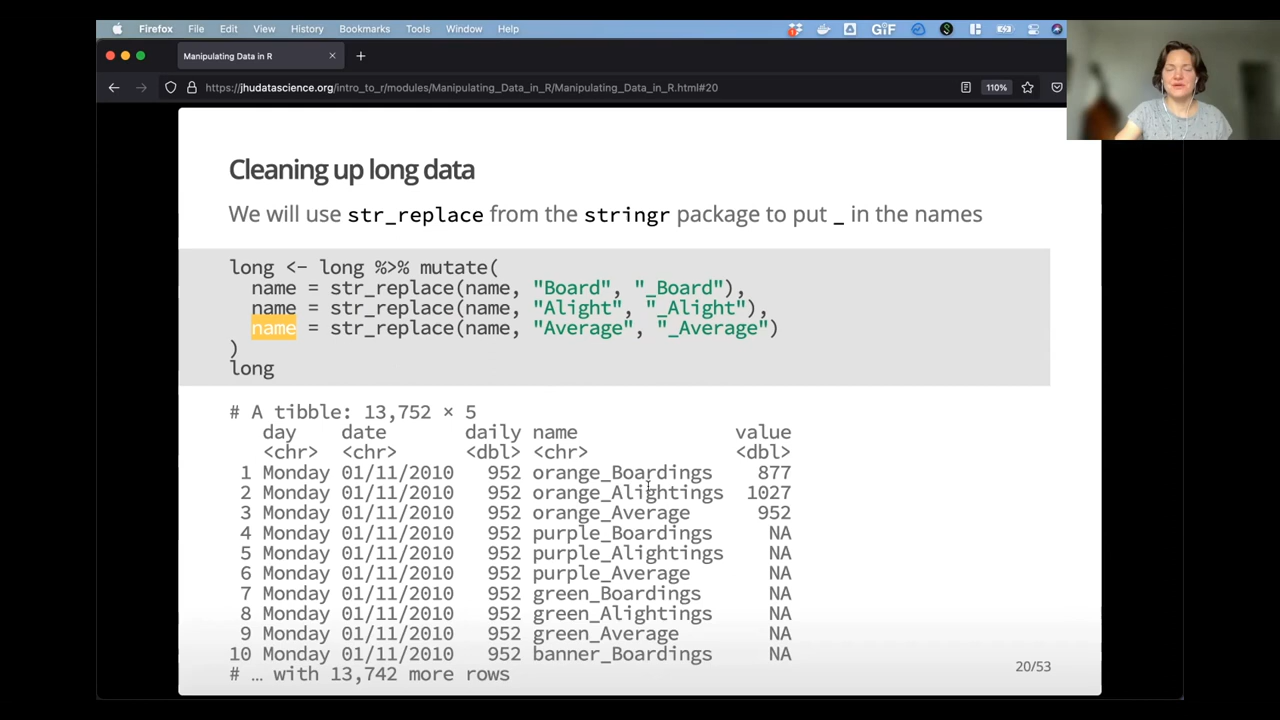 Firefox File Edit View History Bookmarks Tools Window Help GIF
Manipulating Data in R
https://jhudatascience.org/intro_to_r/modules/Manipulating_Data_in_R/Manipulating_Data_in_R.html#20 110%
Cleaning up long data
We will use str_replace from the stringr package to put _ in the names
long <- long %>% mutate(
  name = str_replace(name, "Board", "_Board"),
  name = str_replace(name, "Alight", "_Alight"),
  name = str_replace(name, "Average", "_Average")
)
long
# A tibble: 13,752 × 5
day date daily name value
<chr> <chr> <dbl> <chr> <dbl>
1 Monday 01/11/2010 952 orange_Boardings 877
2 Monday 01/11/2010 952 orange_Alightings 1027
3 Monday 01/11/2010 952 orange_Average 952
4 Monday 01/11/2010 952 purple_Boardings NA
5 Monday 01/11/2010 952 purple_Alightings NA
6 Monday 01/11/2010 952 purple_Average NA
7 Monday 01/11/2010 952 green_Boardings NA
8 Monday 01/11/2010 952 green_Alightings NA
9 Monday 01/11/2010 952 green_Average NA
10 Monday 01/11/2010 952 banner_Boardings NA
# … with 13,742 more rows
20/53